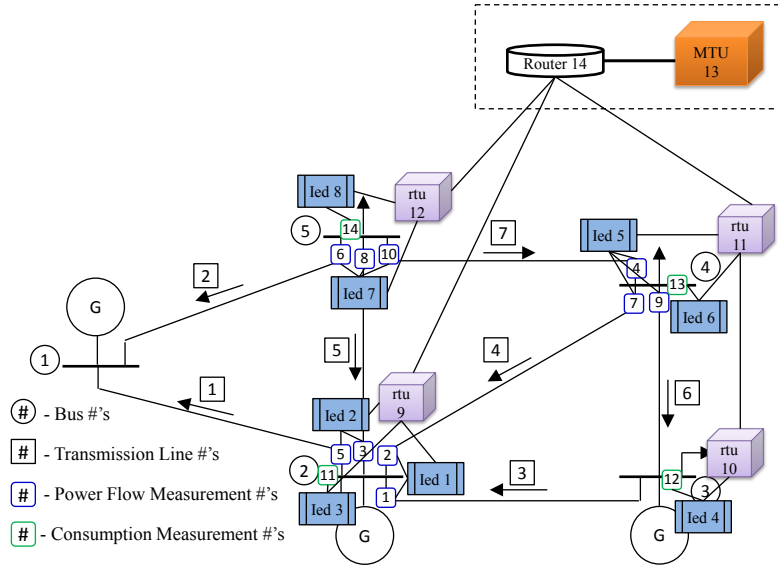 MTU
13
Router 14
Ied 8
rtu
12
14
5
6
8
10
Ied 7
7
Ied 5
rtu
11
4
4
13
7
9
Ied 6
2
G
1
5
4
1
6
rtu
9
Ied 2
5
3
2
2
11
1
Ied 1
Ied 3
G
3
rtu
10
12
3
Ied 4
G
# - Bus #'s
# - Transmission Line #'s
# - Power Flow Measurement #'s
# - Consumption Measurement #'s